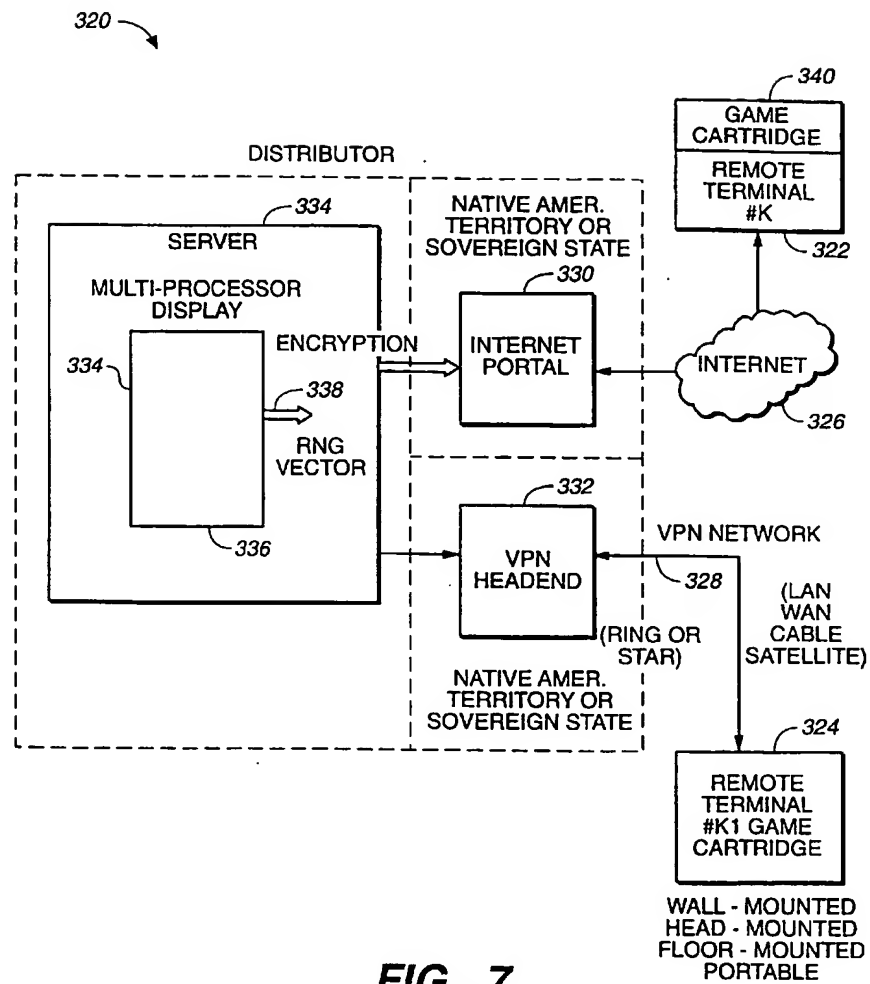 320
340
GAME
CARTRIDGE
REMOTE
TERMINAL
#K
322
DISTRIBUTOR
334
SERVER
MULTI-PROCESSOR
DISPLAY
334
338
RNG
VECTOR
336
ENCRYPTION
NATIVE AMER.
TERRITORY OR
SOVEREIGN STATE
330
INTERNET
PORTAL
INTERNET
326
332
VPN
HEADEND
VPN NETWORK
328
(RING OR
STAR)
(LAN
WAN
CABLE
SATELLITE)
NATIVE AMER.
TERRITORY OR
SOVEREIGN STATE
324
REMOTE
TERMINAL
#K1 GAME
CARTRIDGE
WALL - MOUNTED
HEAD - MOUNTED
FLOOR - MOUNTED
PORTABLE
FIG._7